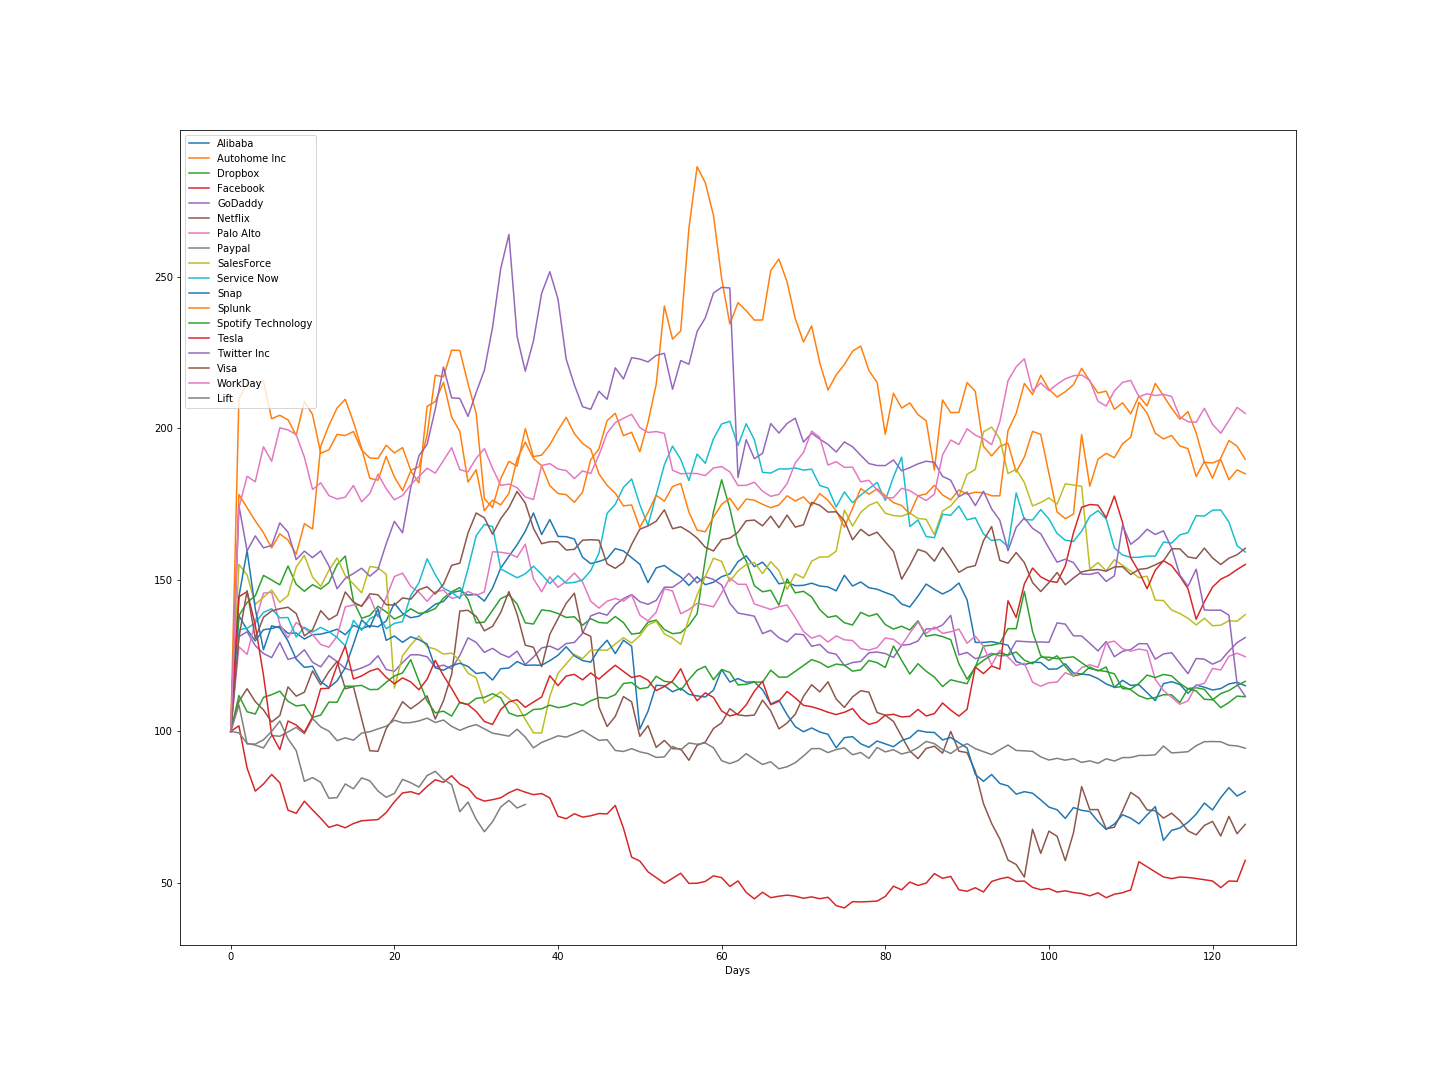 Alibaba
Autohome Inc
Dropbox
Facebook
GoDaddy
Netflix
Palo Alto
Paypal
SalesForce
Service Now
Snap
Splunk
Spotify Technology
Tesla
Twitter Inc
Visa
WorkDay
Lift
250
200
150
100
50
0 20 40 60 80 100 120
Days